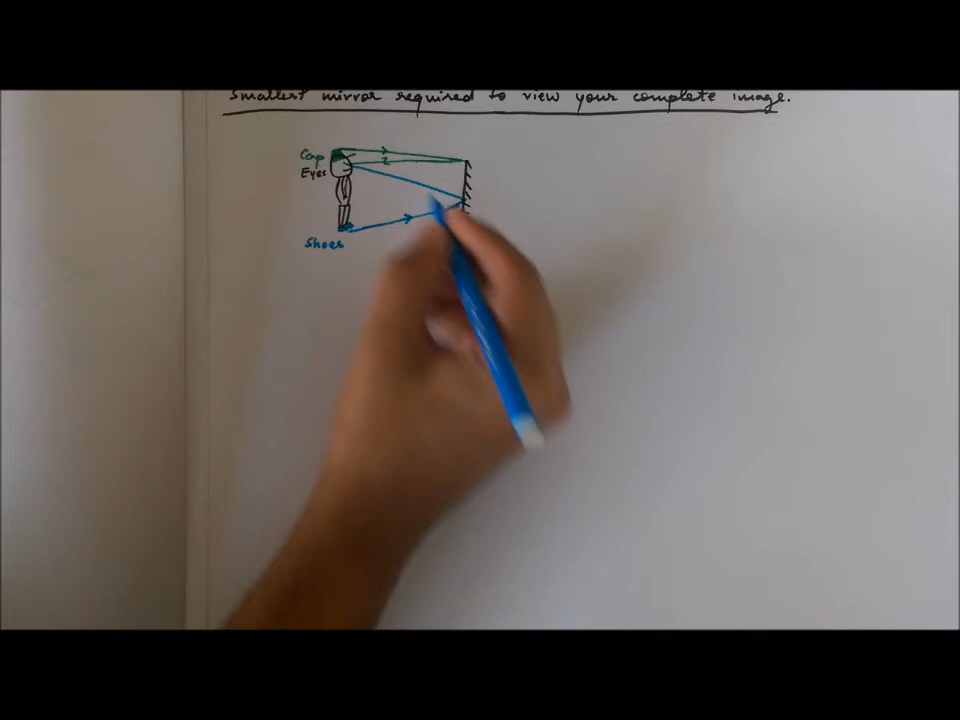 Smallest mirror required to view your complete image.
Cap
Eyes
Shoes